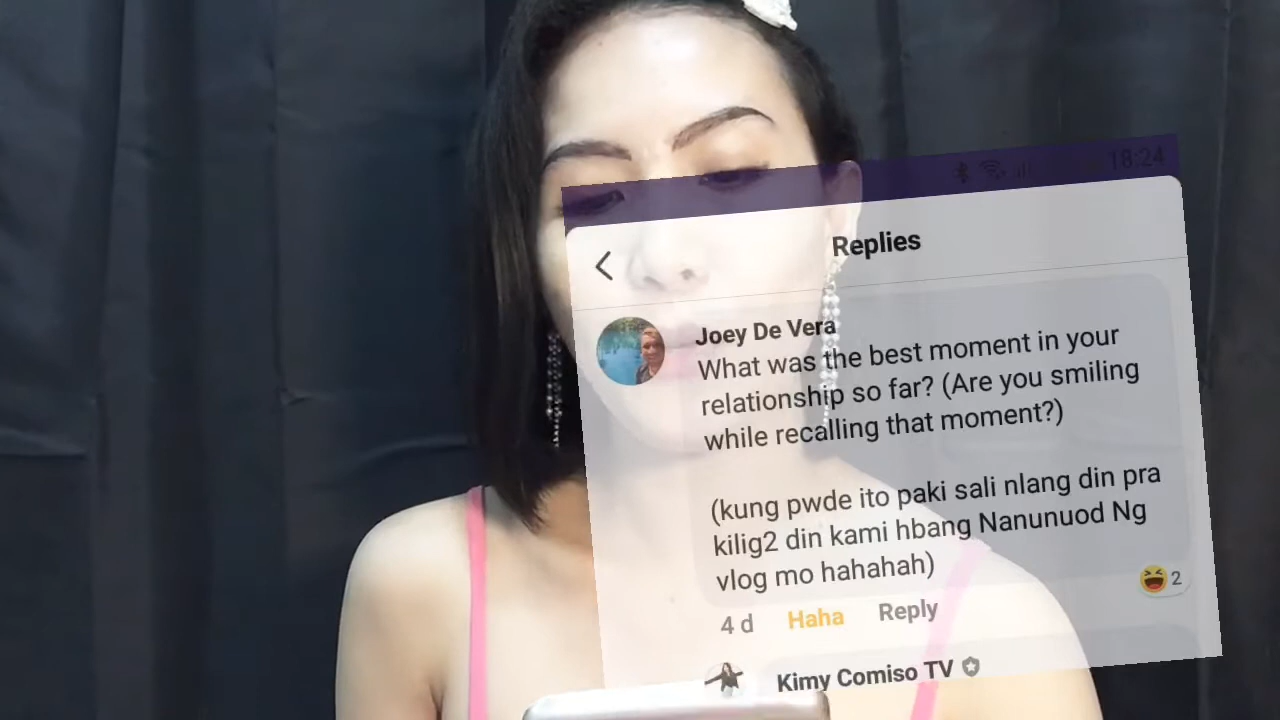 18:24
Replies
Joey De Vera
What was the best moment in your
relationship so far? (Are you smiling
while recalling that moment?)
(kung pwde ito paki sali nlang din pra
kilig2 din kami hbang Nanunuod Ng
vlog mo hahahah)
2
4 d Haha Reply
Kimy Comiso TV